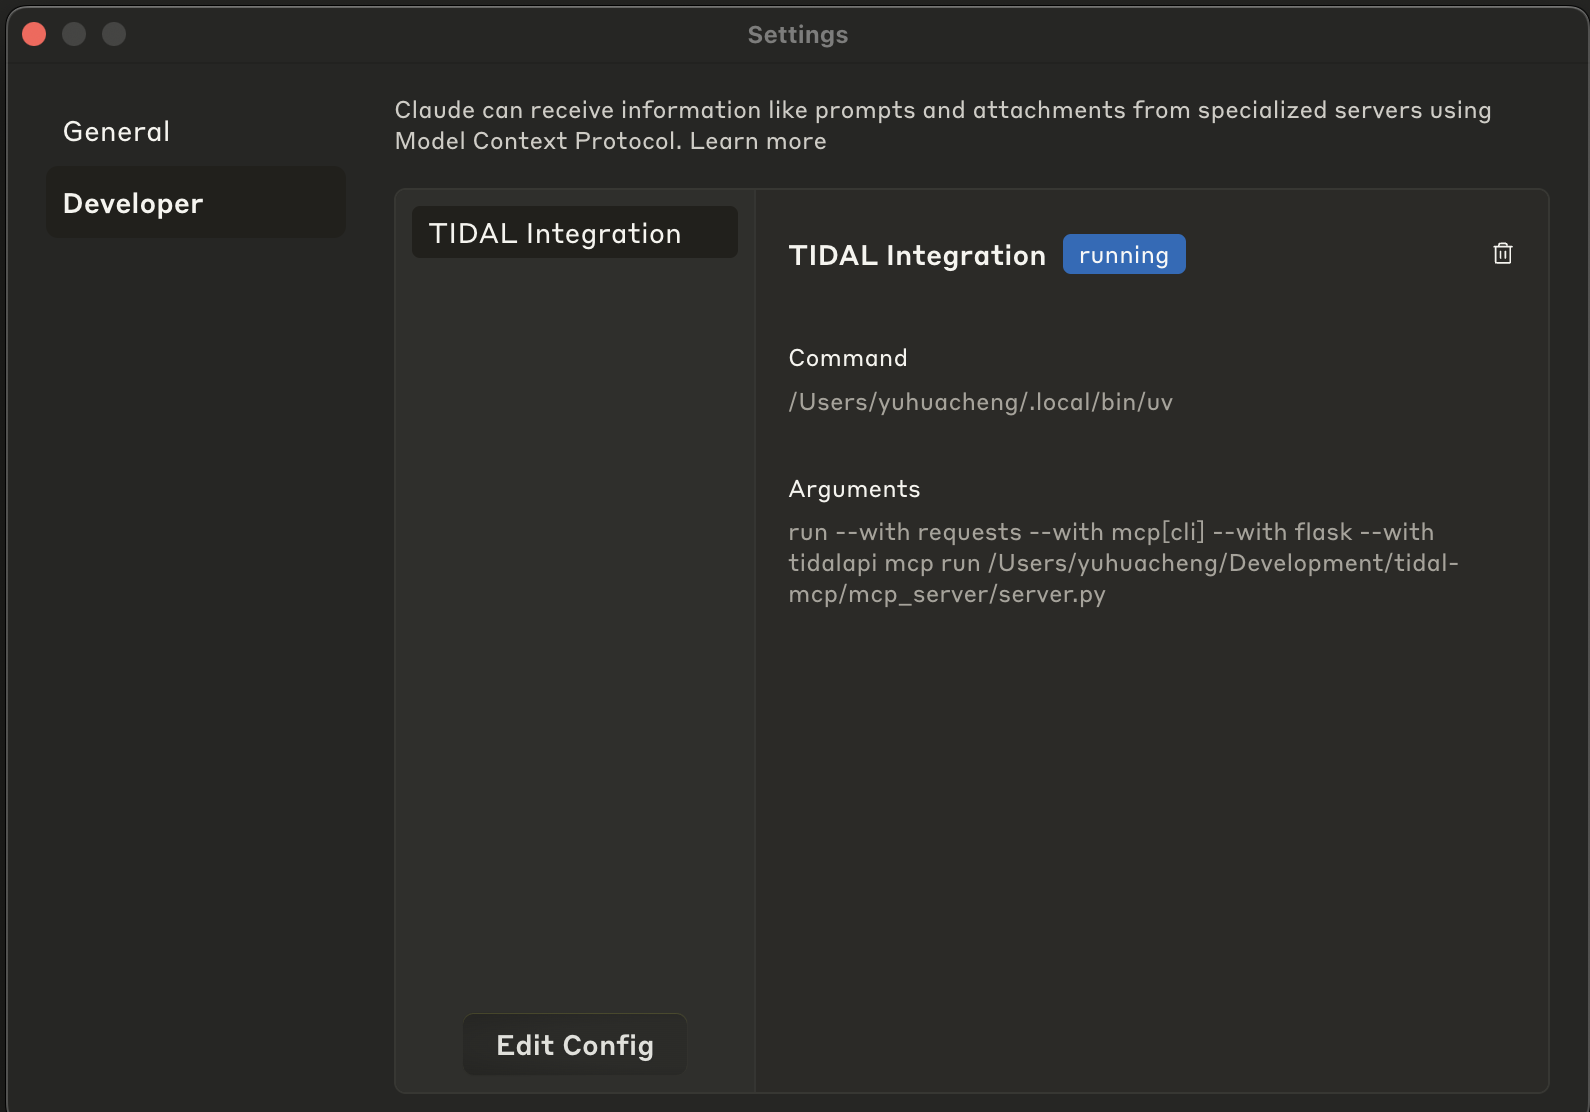 Settings
General
Developer
Claude can receive information like prompts and attachments from specialized servers using
Model Context Protocol. Learn more
TIDAL Integration
TIDAL Integration running
Command
/Users/yuhuacheng/.local/bin/uv
Arguments
run --with requests --with mcp[cli] --with flask --with
tidalapi mcp run /Users/yuhuacheng/Development/tidal-
mcp/mcp_server/server.py
Edit Config